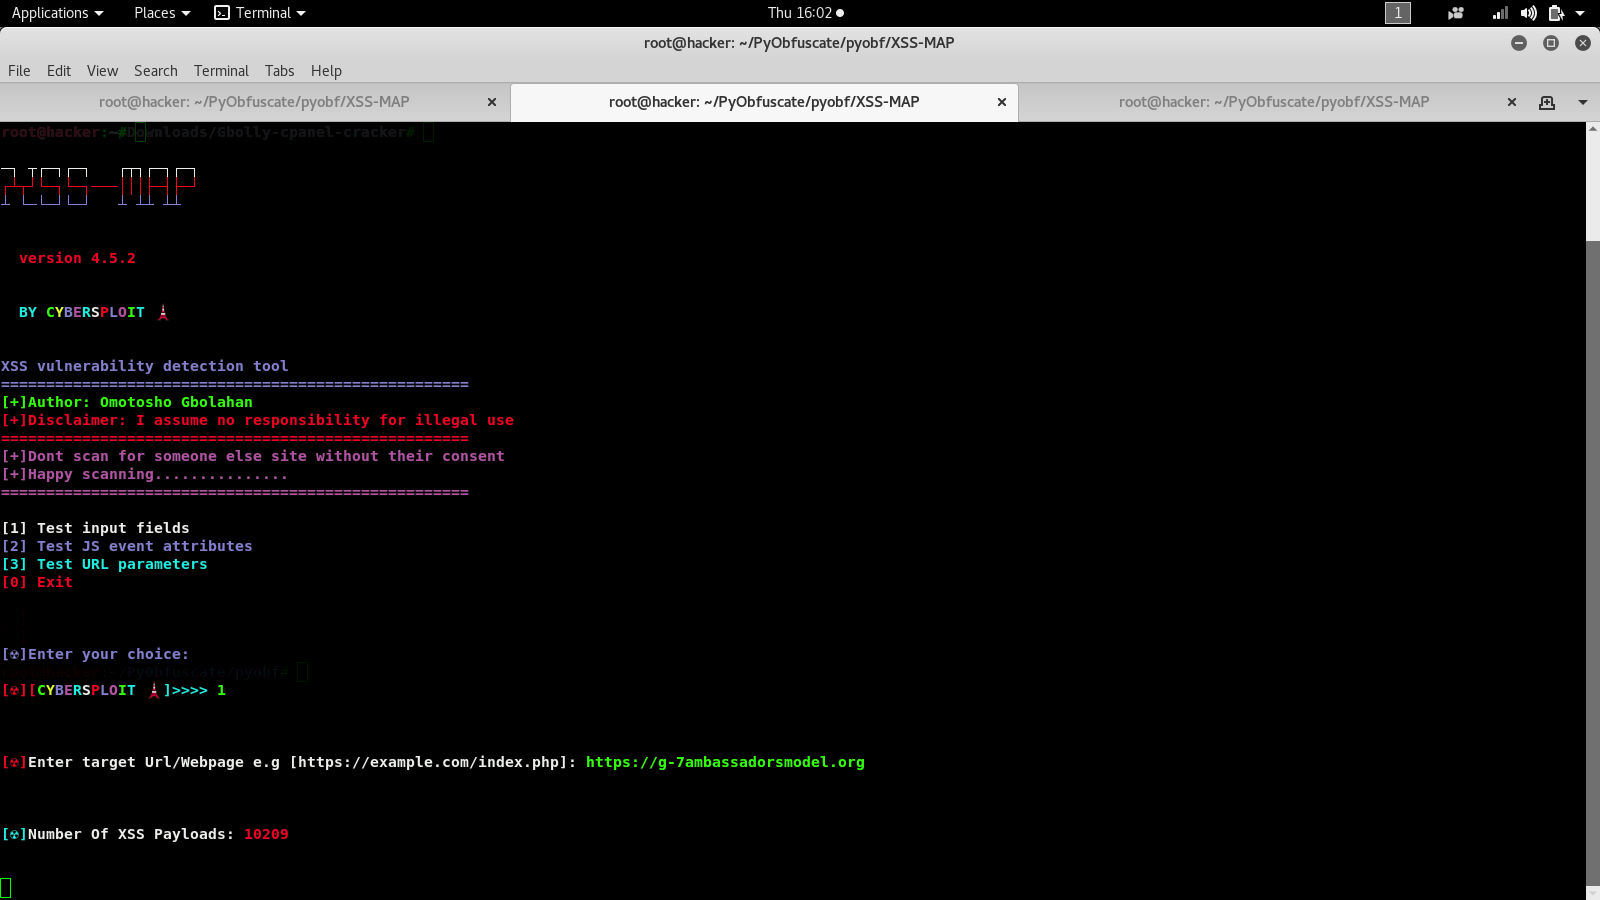 Applications Places Terminal Thu 16:02 1
root@hacker: ~/PyObfuscate/pyobf/XSS-MAP
File Edit View Search Terminal Tabs Help
root@hacker: ~/PyObfuscate/pyobf/XSS-MAP root@hacker: ~/PyObfuscate/pyobf/XSS-MAP root@hacker: ~/PyObfuscate/pyobf/XSS-MAP
root@hacker:~#Downloads/Gbolly-cpanel-cracker#
XSS-MAP
version 4.5.2
BY CYBERSPLOIT
XSS vulnerability detection tool
====================================================
[+]Author: Omotosho Gbolahan
[+]Disclaimer: I assume no responsibility for illegal use
====================================================
[+]Dont scan for someone else site without their consent
[+]Happy scanning...............
====================================================
[1] Test input fields
[2] Test JS event attributes
[3] Test URL parameters
[0] Exit
[☢]Enter your choice:
root@hacker:~/PyObfuscate/pyobf#
[☢][CYBERSPLOIT ]>>>> 1
[☢]Enter target Url/Webpage e.g [https://example.com/index.php]: https://g-7ambassadorsmodel.org
[☢]Number Of XSS Payloads: 10209